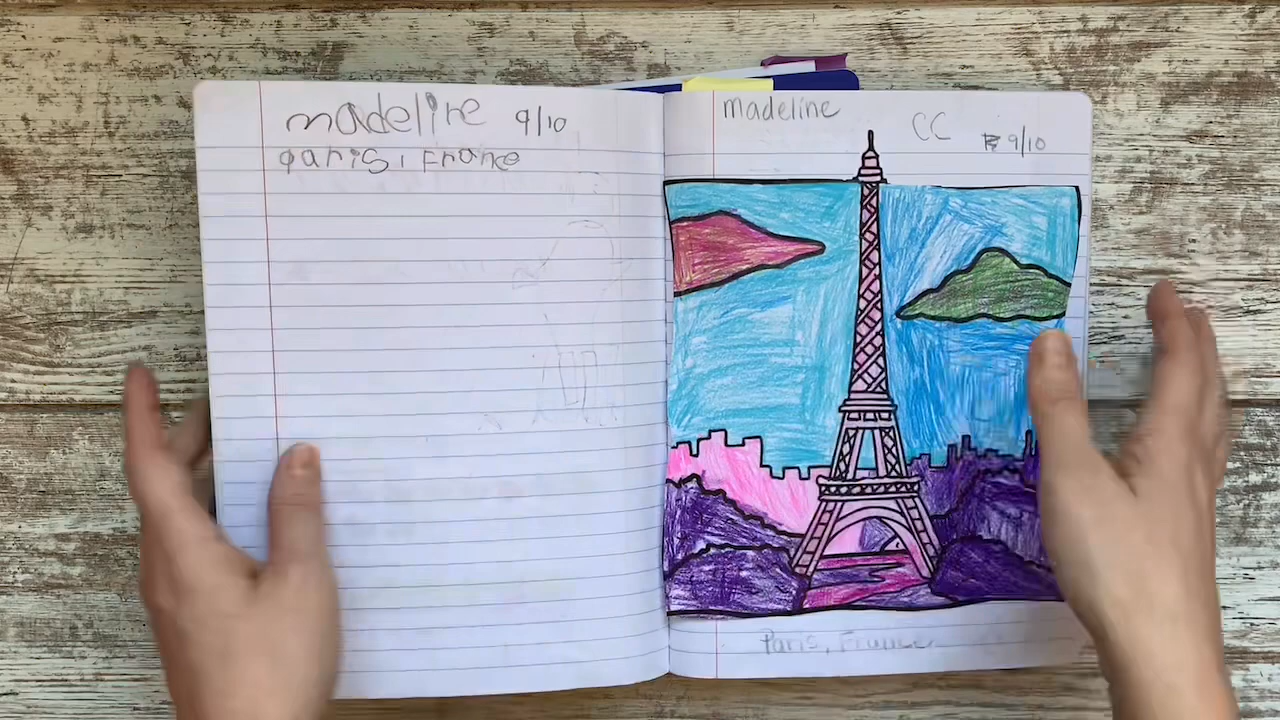 madeline 9/10
paris, France
madeline
CC
9/10
Paris, France